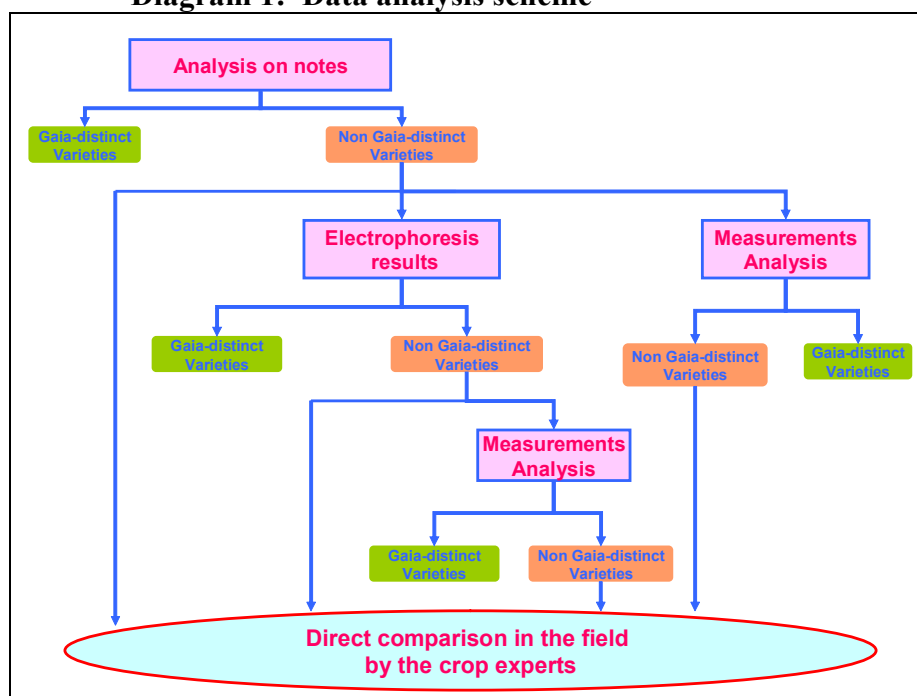 Diagram 1: Data analysis scheme
Analysis on notes
Gaia-distinct
Varieties
Non Gaia-distinct
Varieties
Electrophoresis
results
Measurements
Analysis
Gaia-distinct
Varieties
Non Gaia-distinct
Varieties
Non Gaia-distinct
Varieties
Gaia-distinct
Varieties
Measurements
Analysis
Gaia-distinct
Varieties
Non Gaia-distinct
Varieties
Direct comparison in the field
by the crop experts